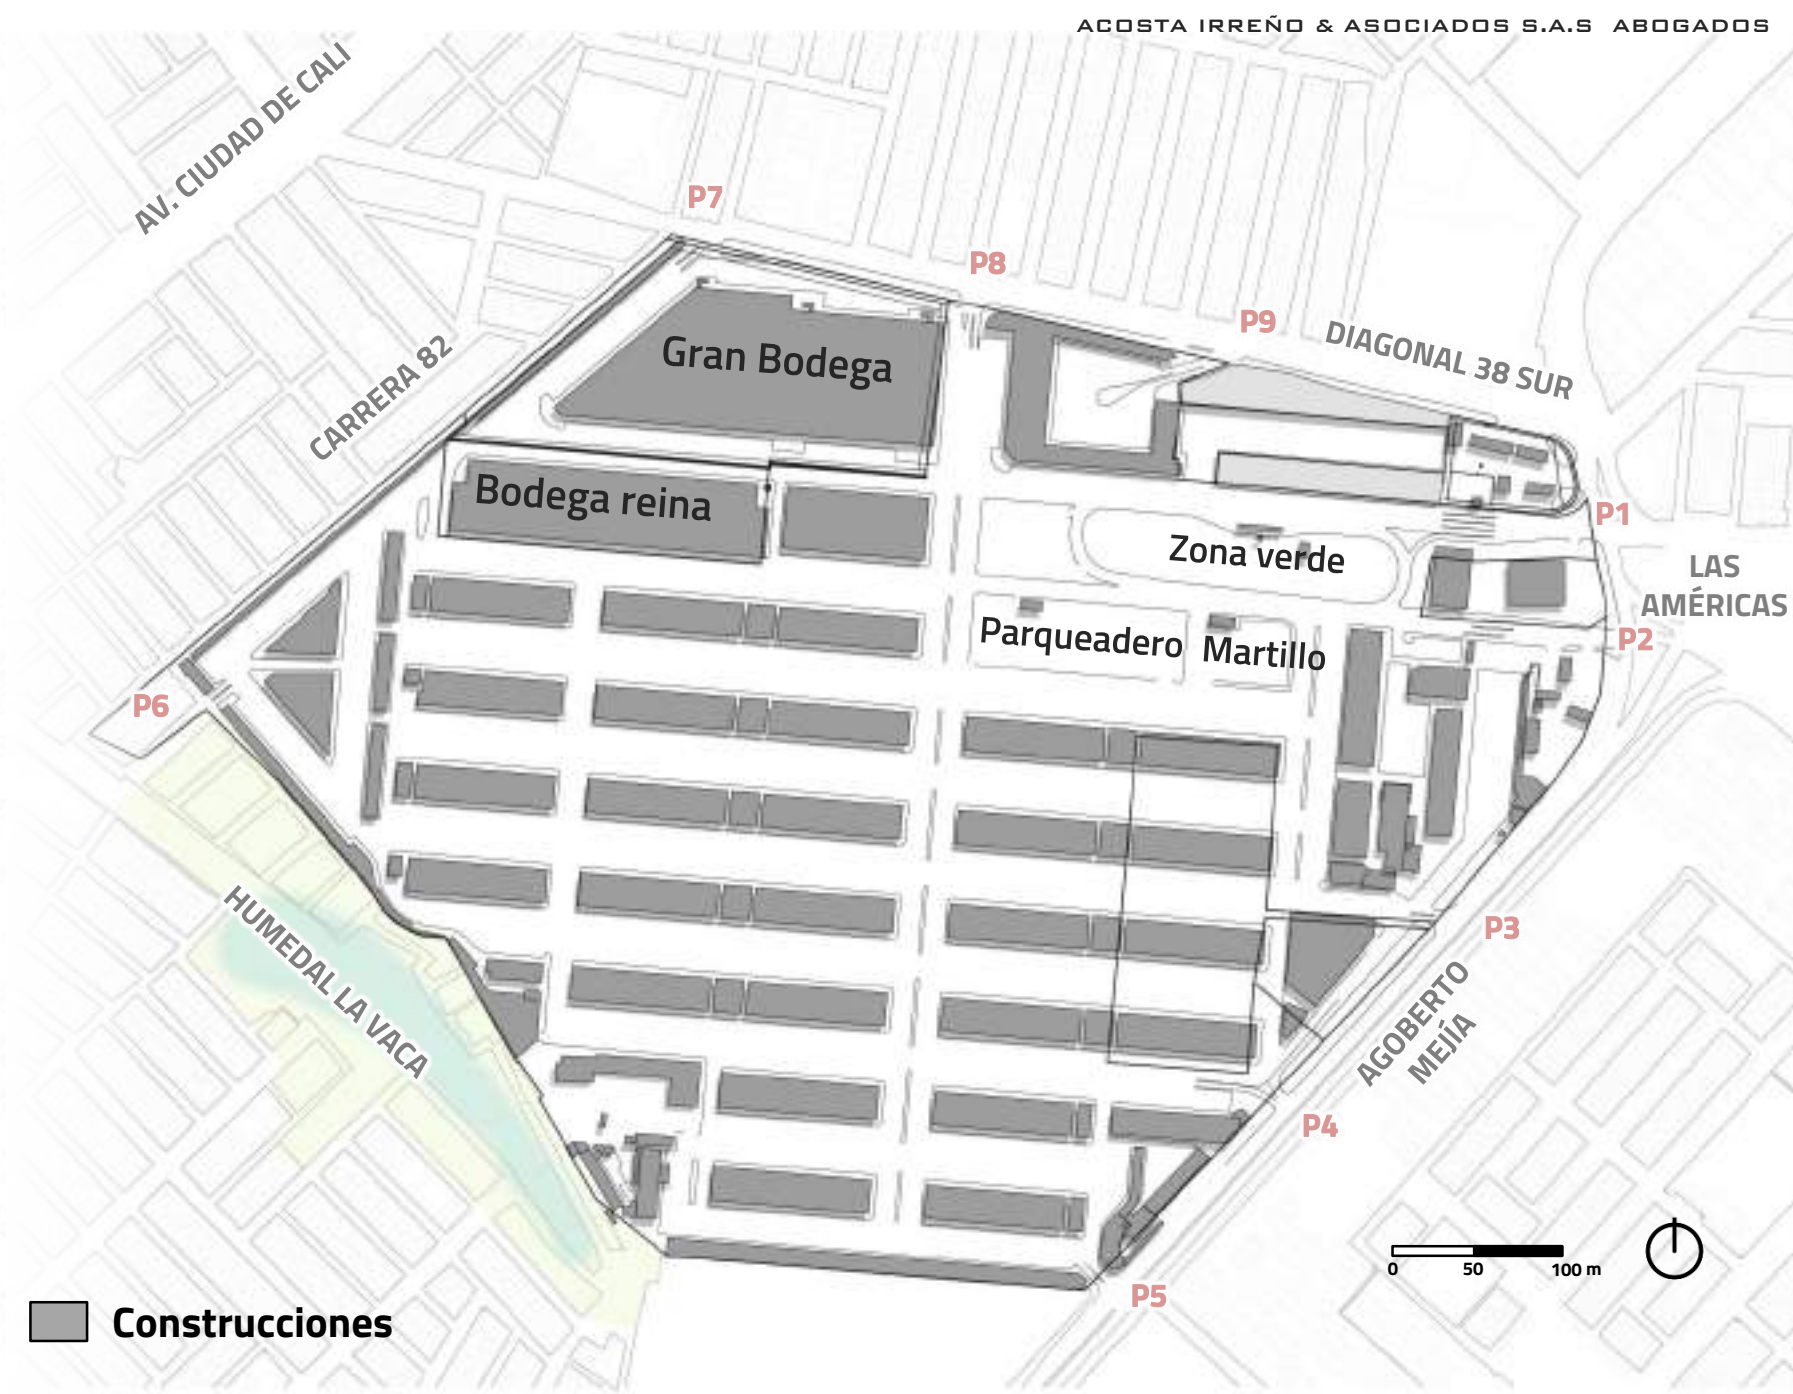 ACOSTA IRREÑO & ASOCIADOS S.A.S ABOGADOS
AV. CIUDAD DE CALI
P7
P8
P9
DIAGONAL 38 SUR
CARRERA 82
Gran Bodega
Bodega reina
P1
Zona verde
LAS
AMÉRICAS
Parqueadero
Martillo
P2
P6
HUMEDAL LA VACA
P3
AGOBERTO
MEJÍA
P4
P5
0 50 100 m
Construcciones